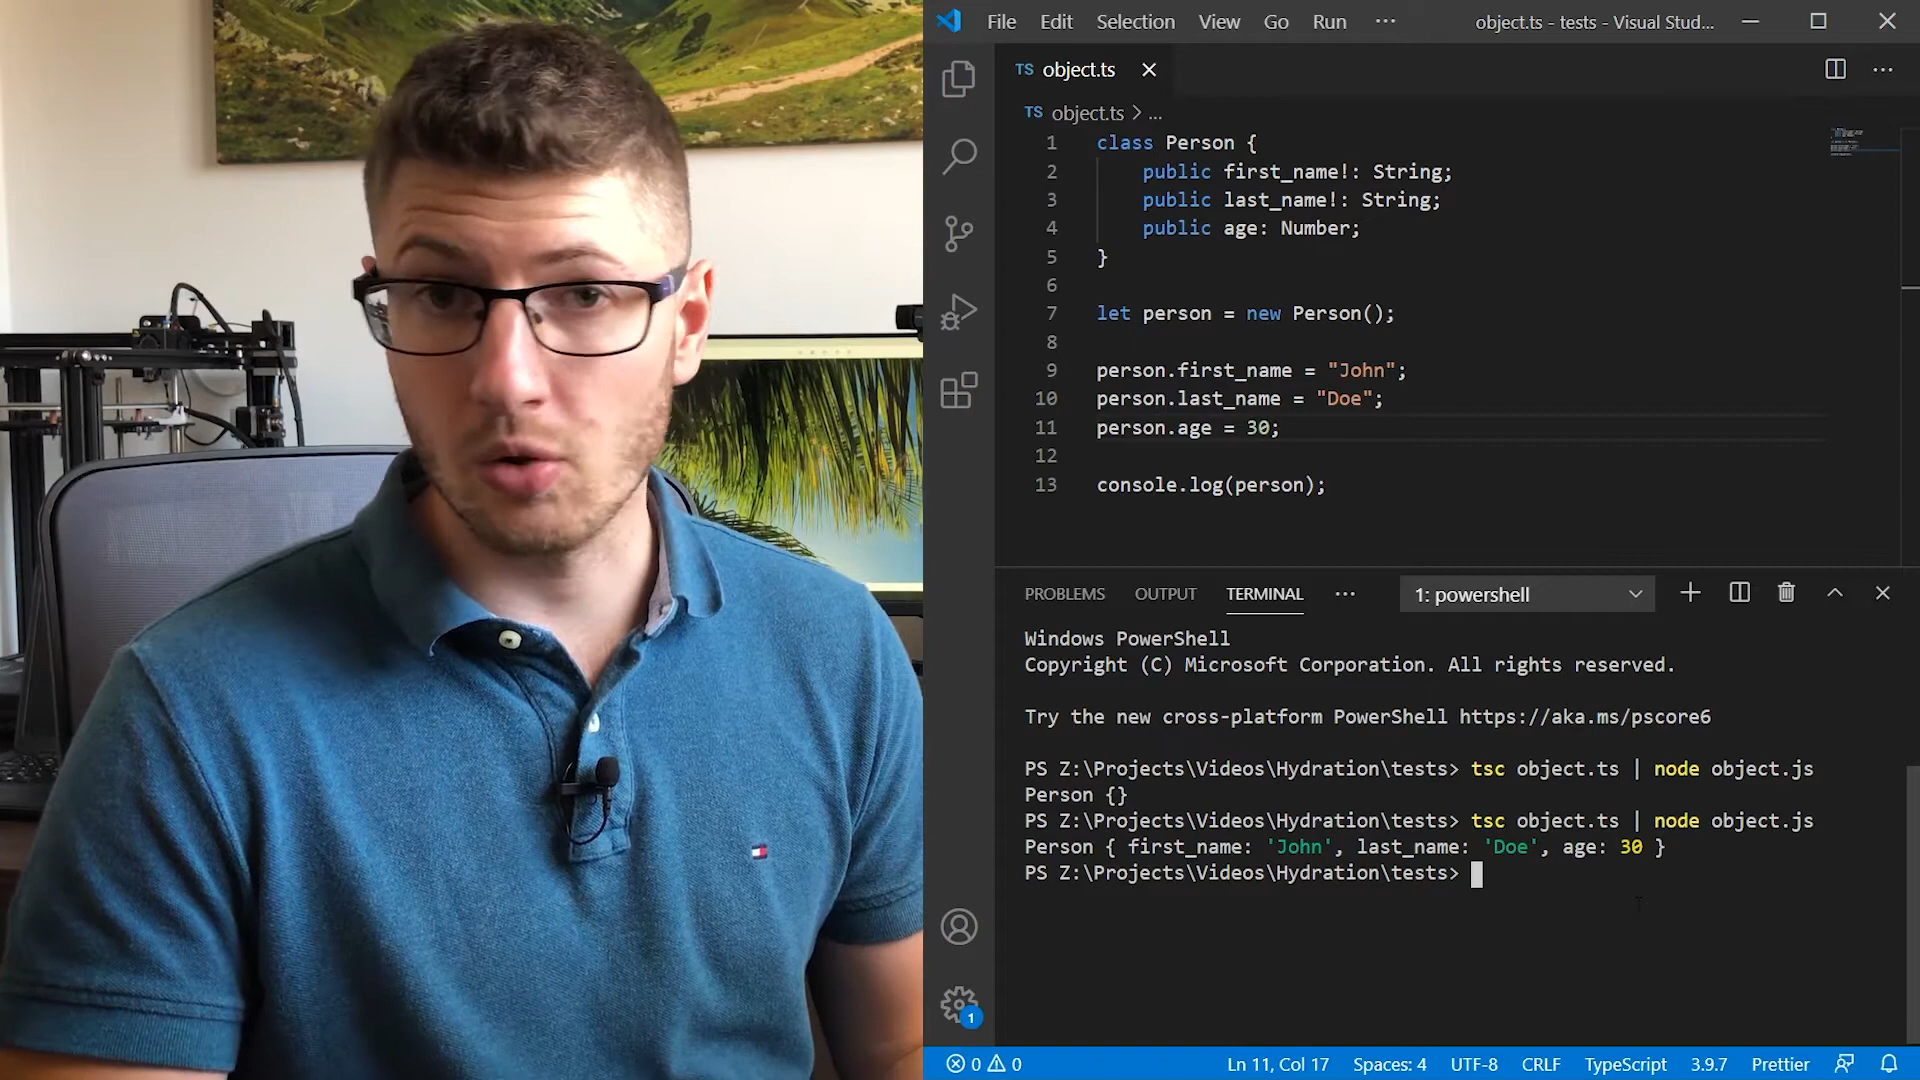 File Edit Selection View Go Run ··· object.ts - tests - Visual Stud...
TS object.ts
TS object.ts > ...
1 class Person {
2 public first_name!: String;
3 public last_name!: String;
4 public age: Number;
5 }
6
7 let person = new Person();
8
9 person.first_name = "John";
10 person.last_name = "Doe";
11 person.age = 30;
12
13 console.log(person);
PROBLEMS OUTPUT TERMINAL ··· 1: powershell
Windows PowerShell
Copyright (C) Microsoft Corporation. All rights reserved.
Try the new cross-platform PowerShell https://aka.ms/pscore6
PS Z:\Projects\Videos\Hydration\tests> tsc object.ts | node object.js
Person {}
PS Z:\Projects\Videos\Hydration\tests> tsc object.ts | node object.js
Person { first_name: 'John', last_name: 'Doe', age: 30 }
PS Z:\Projects\Videos\Hydration\tests>
1
0 0 Ln 11, Col 17 Spaces: 4 UTF-8 CRLF TypeScript 3.9.7 Prettier